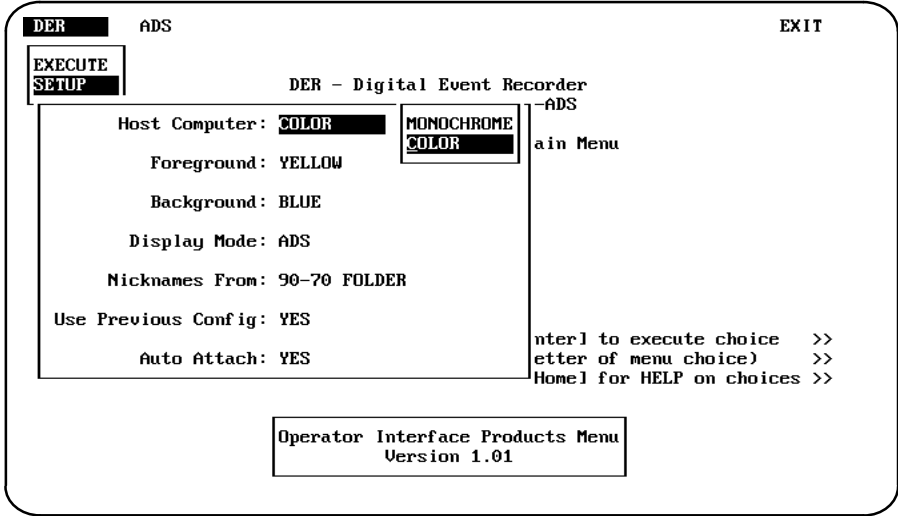 DER ADS EXIT
EXECUTE
SETUP
DER - Digital Event Recorder
-ADS
Host Computer: COLOR
MONOCHROME
COLOR
ain Menu
Foreground: YELLOW
Background: BLUE
Display Mode: ADS
Nicknames From: 90-70 FOLDER
Use Previous Config: YES
nter] to execute choice >>
Auto Attach: YES
etter of menu choice) >>
Home] for HELP on choices >>
Operator Interface Products Menu
Version 1.01